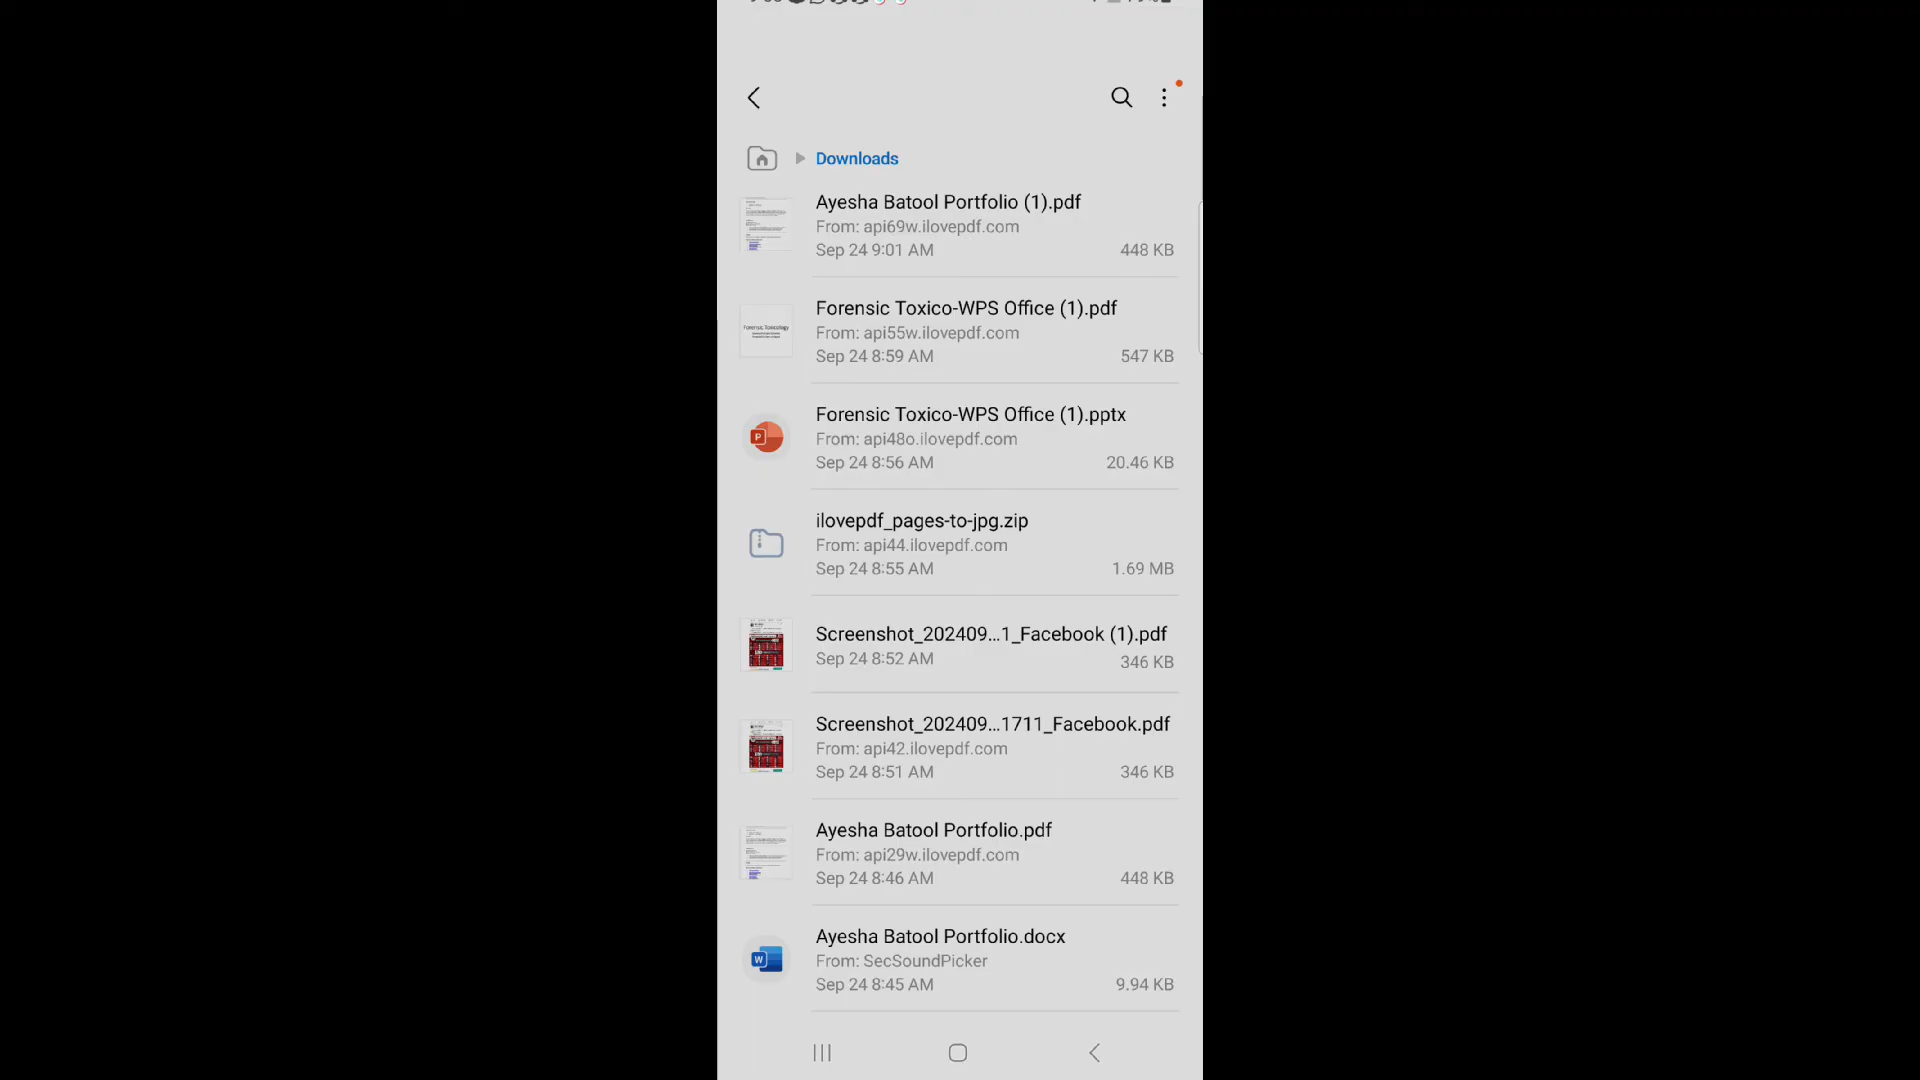 Downloads
Ayesha Batool Portfolio (1).pdf
From: api69w.ilovepdf.com
Sep 24 9:01 AM 448 KB
Forensic Toxicology
Forensic Toxico-WPS Office (1).pdf
From: api55w.ilovepdf.com
Sep 24 8:59 AM 547 KB
P
Forensic Toxico-WPS Office (1).pptx
From: api48o.ilovepdf.com
Sep 24 8:56 AM 20.46 KB
ilovepdf_pages-to-jpg.zip
From: api44.ilovepdf.com
Sep 24 8:55 AM 1.69 MB
Screenshot_202409...1_Facebook (1).pdf
Sep 24 8:52 AM 346 KB
Screenshot_202409...1711_Facebook.pdf
From: api42.ilovepdf.com
Sep 24 8:51 AM 346 KB
Ayesha Batool Portfolio.pdf
From: api29w.ilovepdf.com
Sep 24 8:46 AM 448 KB
W
Ayesha Batool Portfolio.docx
From: SecSoundPicker
Sep 24 8:45 AM 9.94 KB